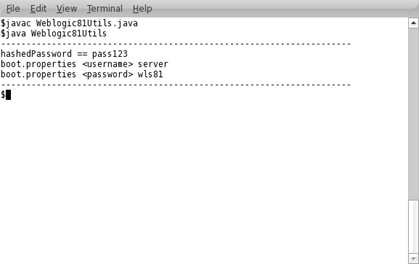 File Edit View Terminal Help
$javac Weblogic81Utils.java
$java Weblogic81Utils
------------------------------------------------------------------
hashedPassword == pass123
boot.properties <username> server
boot.properties <password> wls81
------------------------------------------------------------------
$